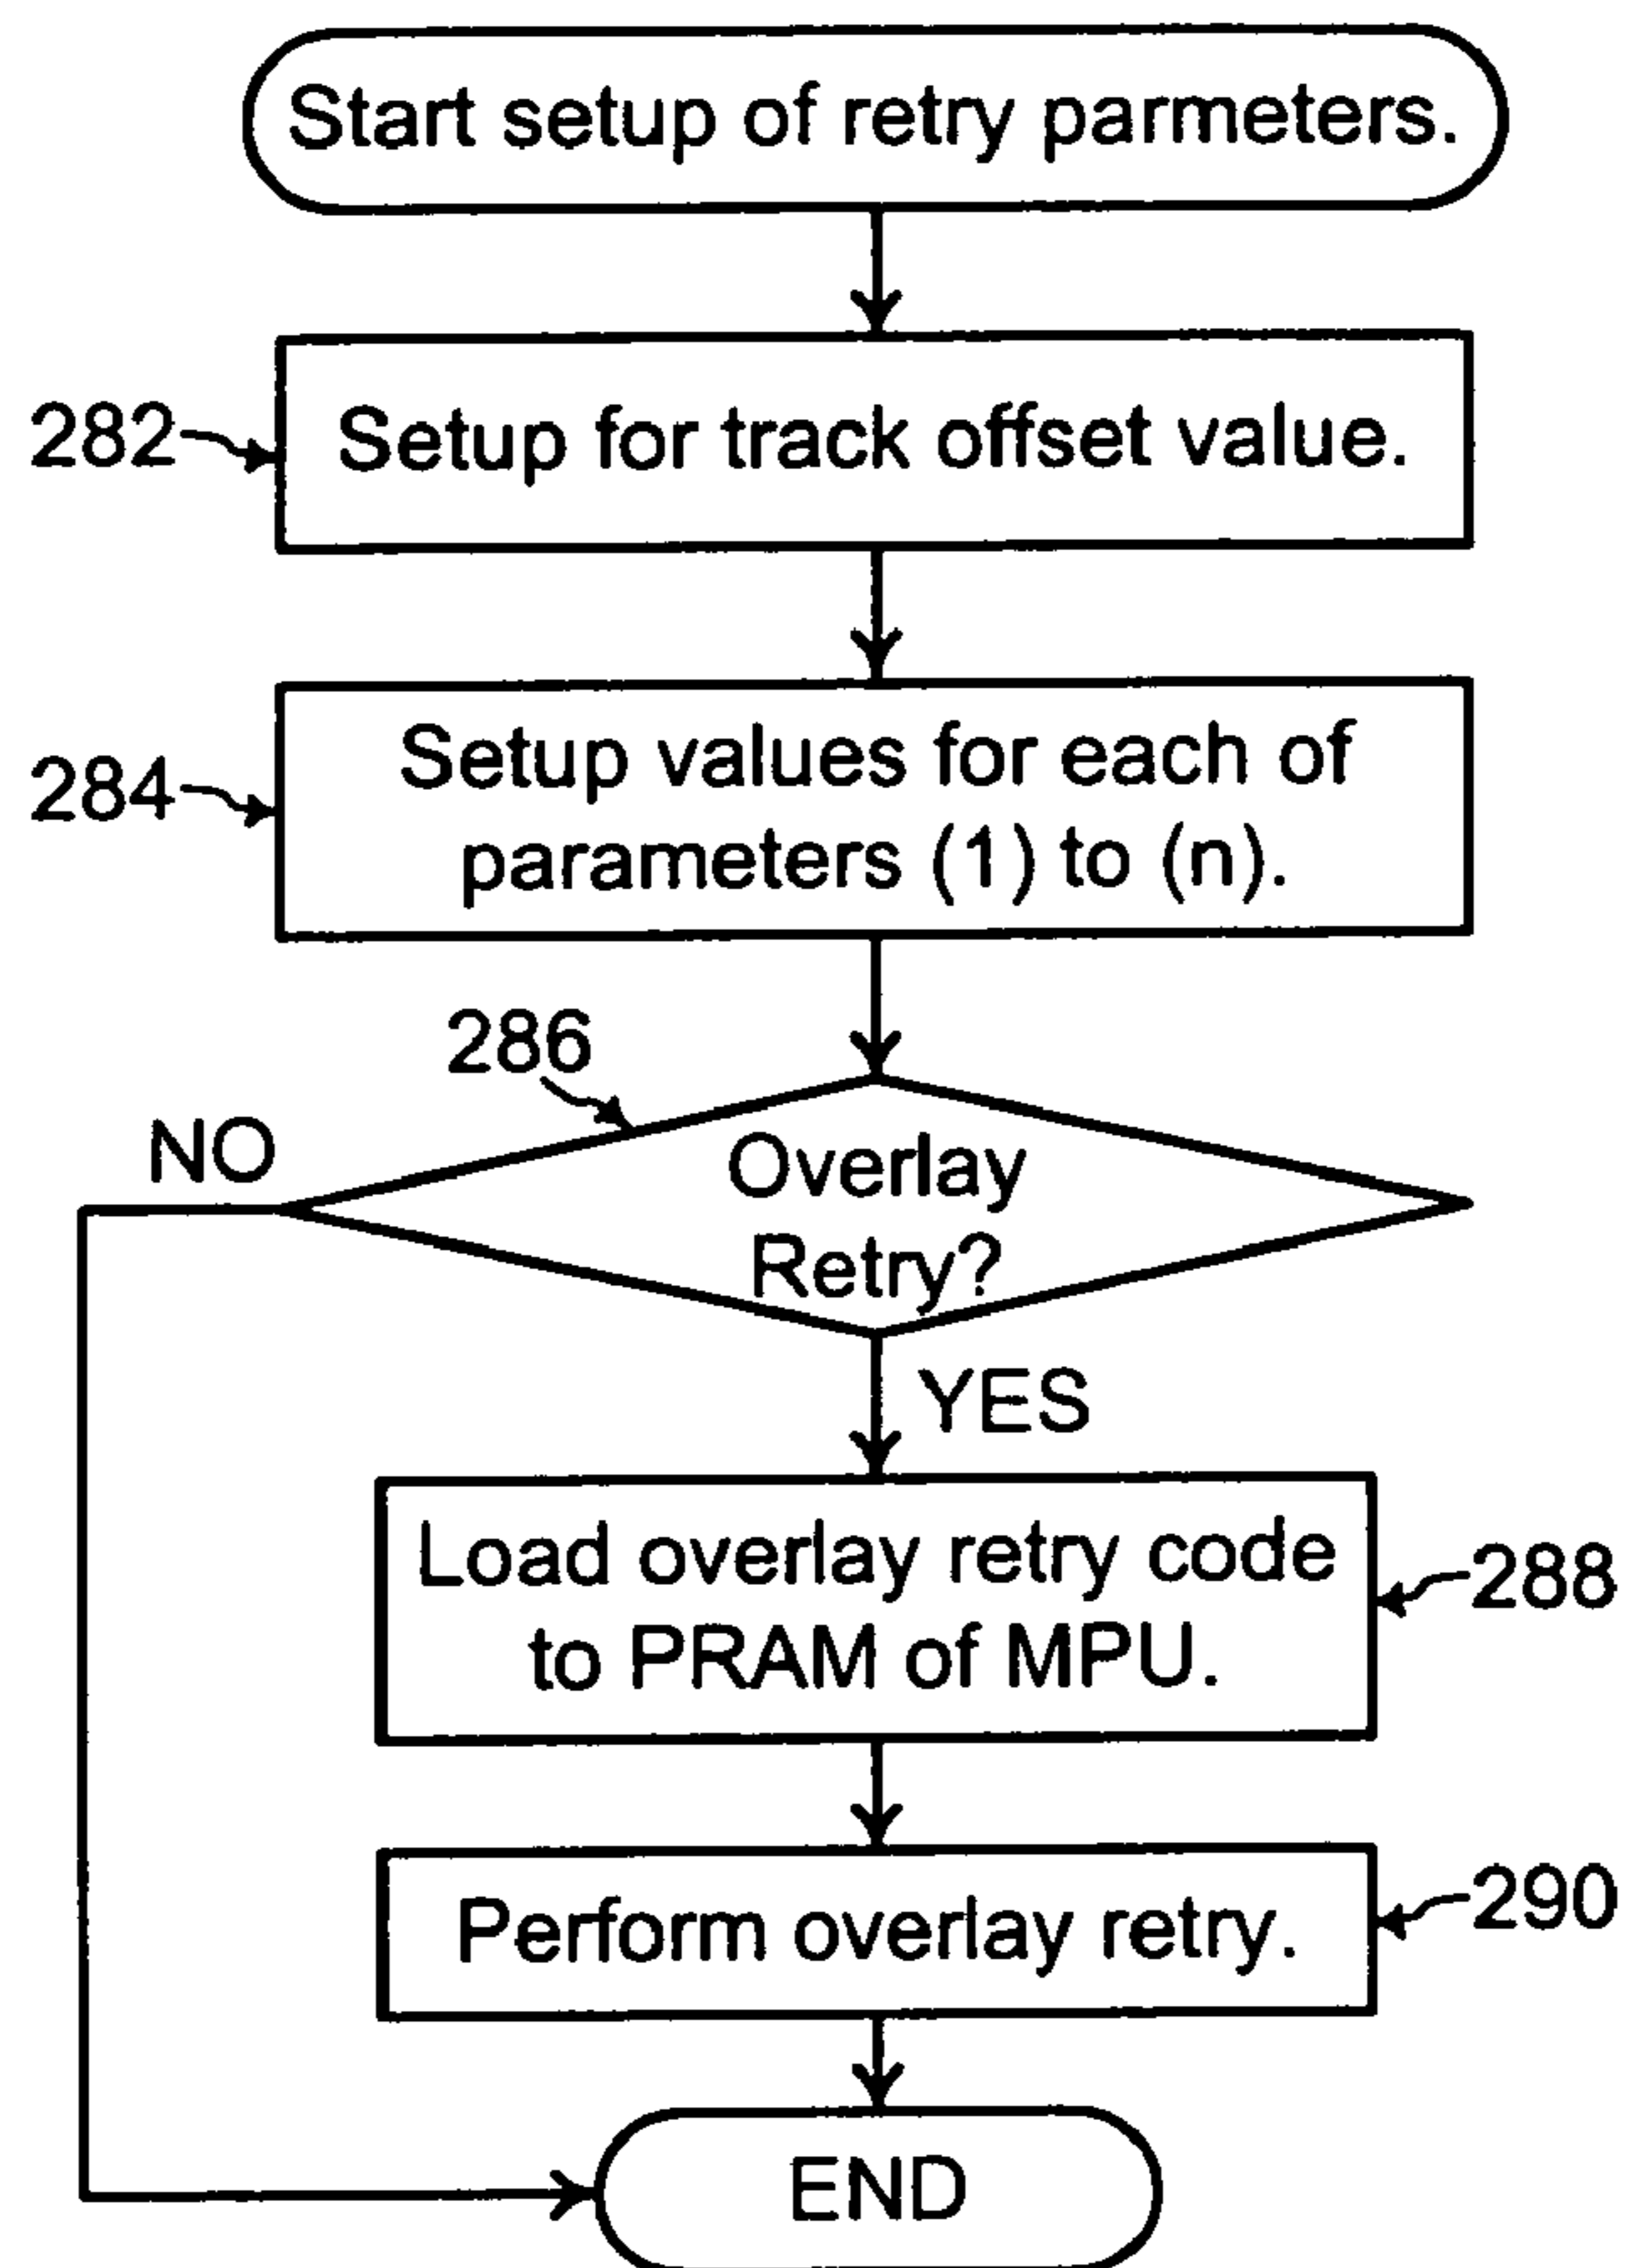 Start setup of retry parmeters.
282
Setup for track offset value.
284
Setup values for each of
parameters (1) to (n).
286
NO
Overlay
Retry?
YES
Load overlay retry code
to PRAM of MPU.
288
Perform overlay retry.
290
END